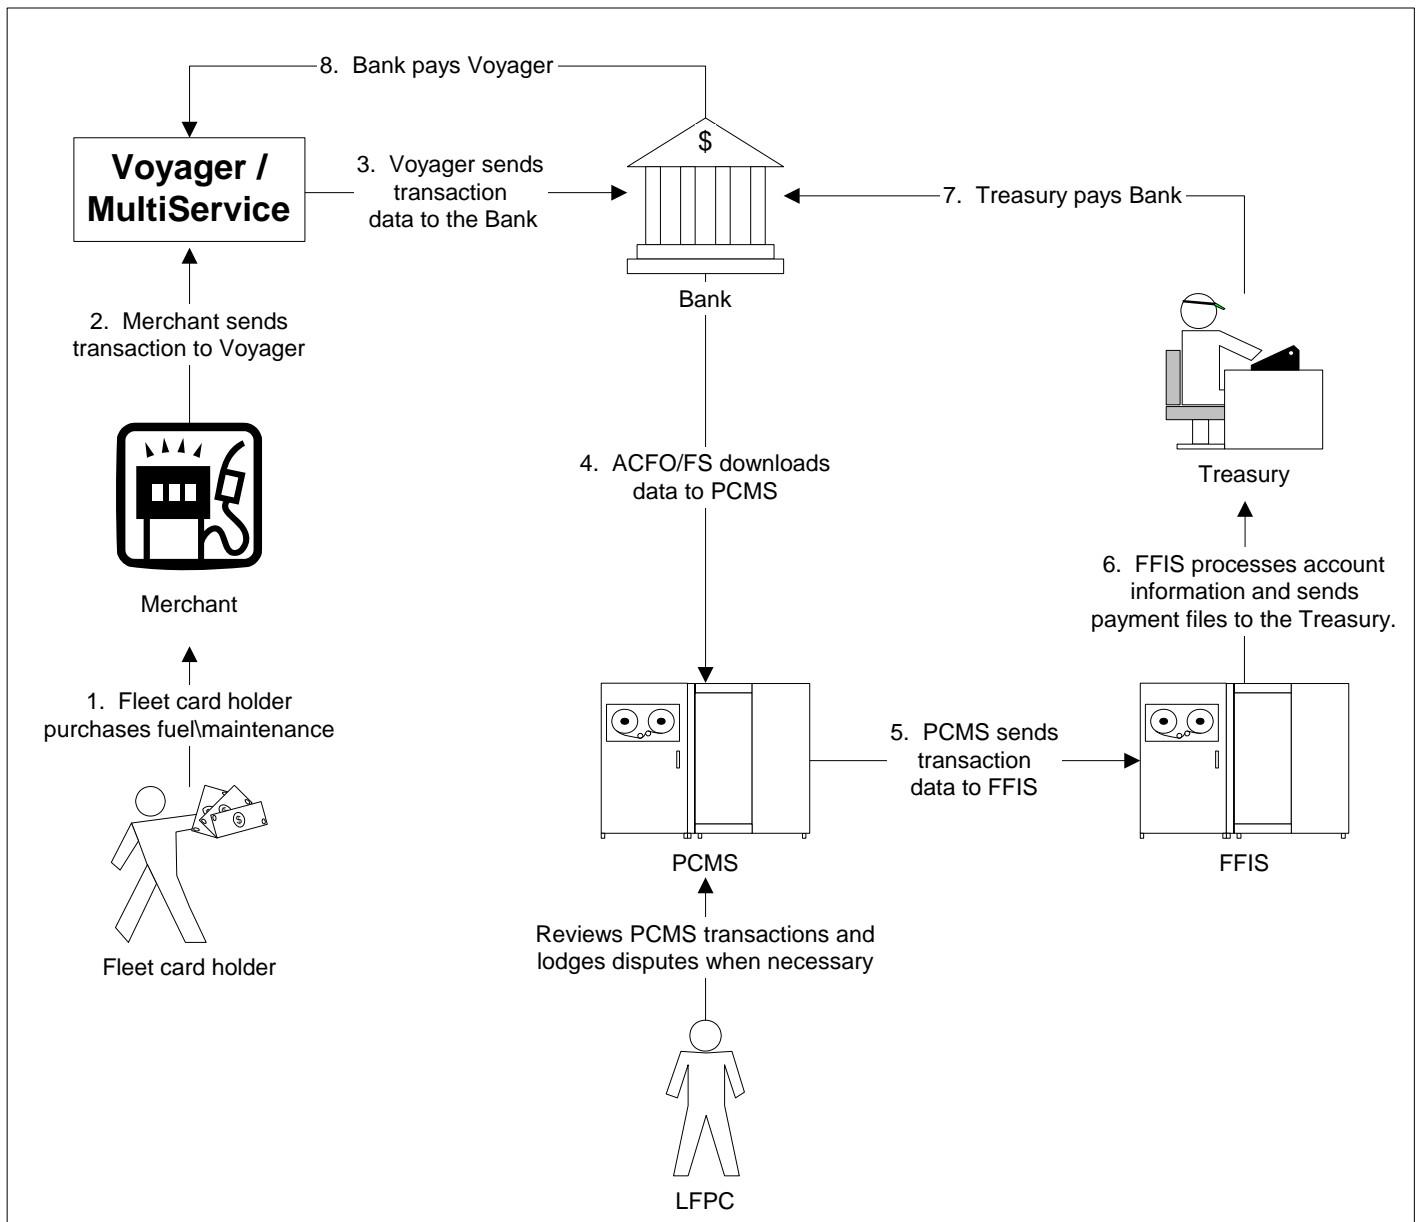 8. Bank pays Voyager
Voyager /
MultiService
3. Voyager sends
transaction
data to the Bank
$
7. Treasury pays Bank
Bank
2. Merchant sends
transaction to Voyager
4. ACFO/FS downloads
data to PCMS
Treasury
Merchant
6. FFIS processes account
information and sends
payment files to the Treasury.
1. Fleet card holder
purchases fuel\maintenance
5. PCMS sends
transaction
data to FFIS
$
PCMS
FFIS
Fleet card holder
Reviews PCMS transactions and
lodges disputes when necessary
LFPC